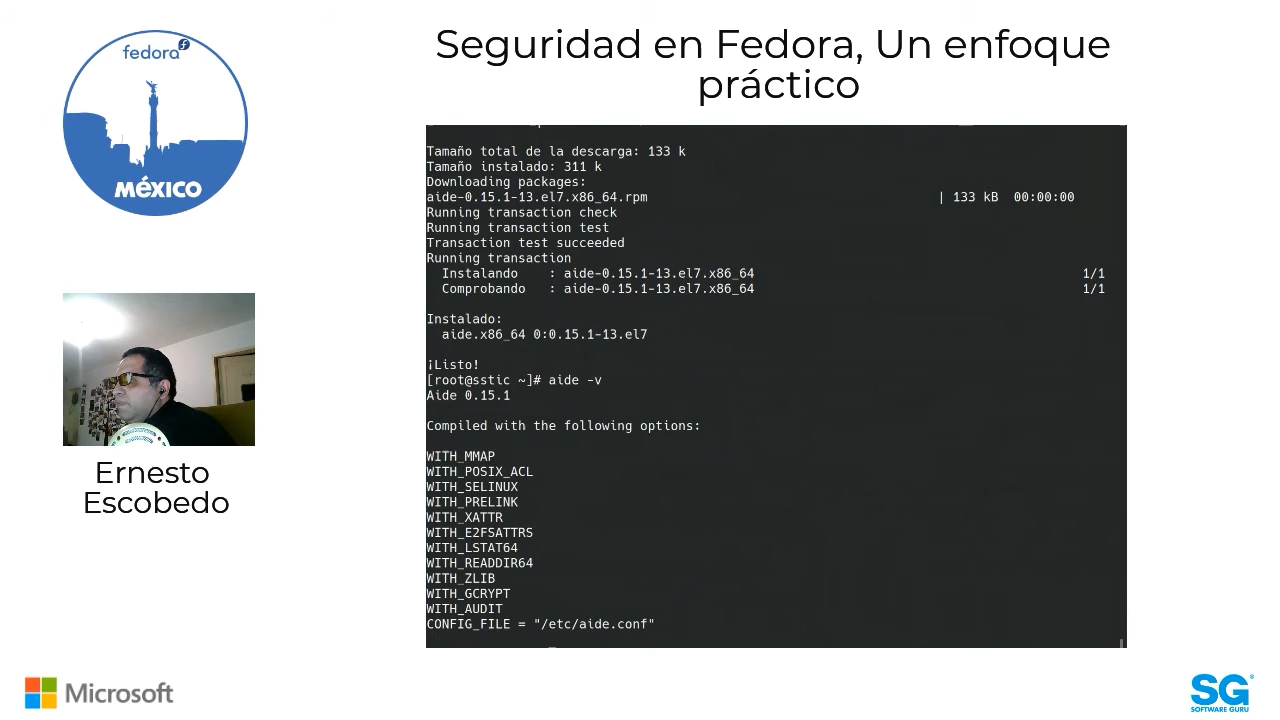 fedora
MÉXICO
Seguridad en Fedora, Un enfoque
práctico
Tamaño total de la descarga: 133 k
Tamaño instalado: 311 k
Downloading packages:
aide-0.15.1-13.el7.x86_64.rpm | 133 kB 00:00:00
Running transaction check
Running transaction test
Transaction test succeeded
Running transaction
Instalando : aide-0.15.1-13.el7.x86_64 1/1
Comprobando : aide-0.15.1-13.el7.x86_64 1/1
Instalado:
aide.x86_64 0:0.15.1-13.el7
¡Listo!
[root@sstic ~]# aide -v
Aide 0.15.1
Compiled with the following options:
WITH_MMAP
WITH_POSIX_ACL
WITH_SELINUX
WITH_PRELINK
WITH_XATTR
WITH_E2FSATTRS
WITH_LSTAT64
WITH_READDIR64
WITH_ZLIB
WITH_GCRYPT
WITH_AUDIT
CONFIG_FILE = "/etc/aide.conf"
Ernesto
Escobedo
Microsoft
SG
SOFTWARE GURU